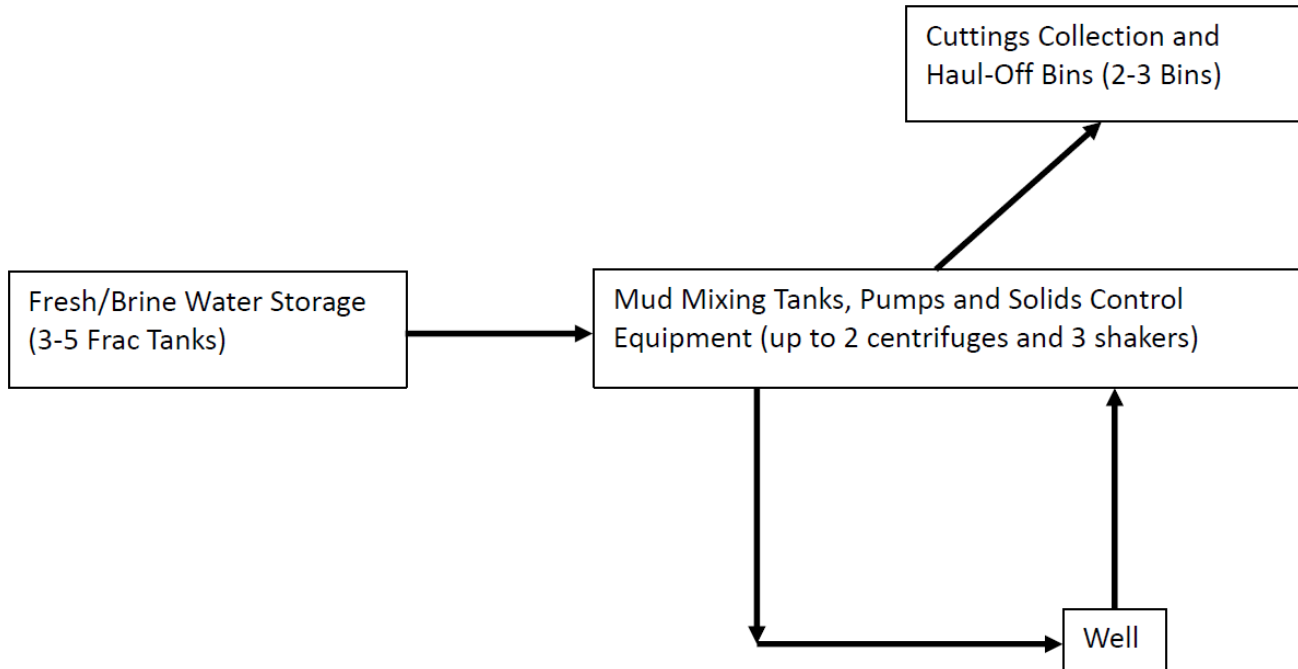 Cuttings Collection and
Haul-Off Bins (2-3 Bins)
Fresh/Brine Water Storage
(3-5 Frac Tanks)
Mud Mixing Tanks, Pumps and Solids Control
Equipment (up to 2 centrifuges and 3 shakers)
Well